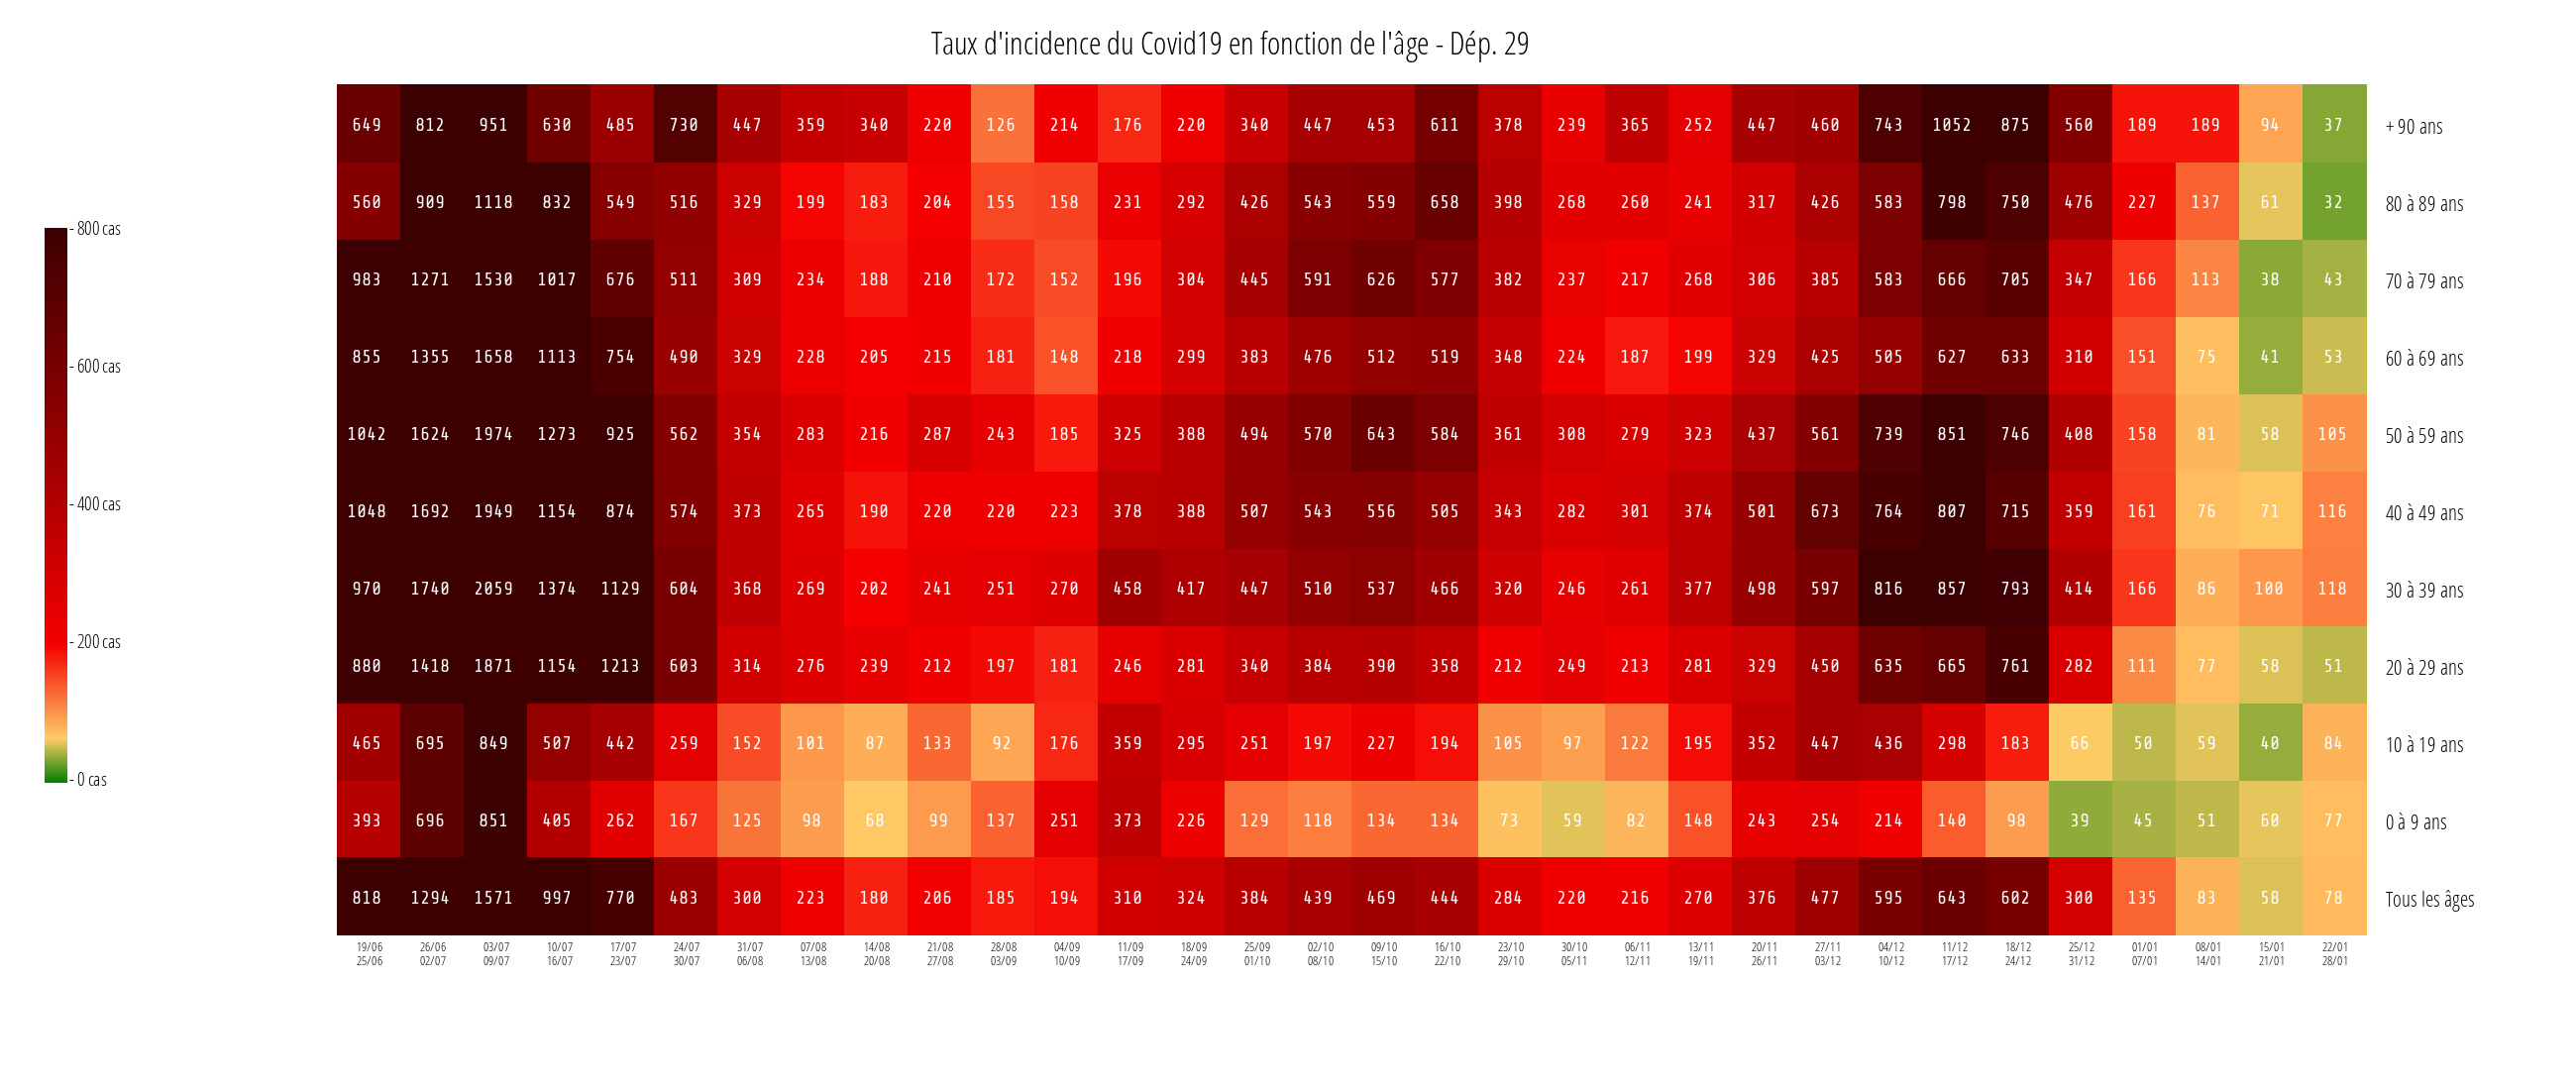 Taux d'incidence du Covid19 en fonction de l'âge - Dép. 29
- 800 cas
- 600 cas
- 400 cas
- 200 cas
- 0 cas
649 812 951 630 485 730 447 359 340 220 126 214 176 220 340 447 453 611 378 239 365 252 447 460 743 1052 875 560 189 189 94 37 + 90 ans
560 909 1118 832 549 516 329 199 183 204 155 158 231 292 426 543 559 658 398 268 260 241 317 426 583 798 750 476 227 137 61 32 80 à 89 ans
983 1271 1530 1017 676 511 309 234 188 210 172 152 196 304 445 591 626 577 382 237 217 268 306 385 583 666 705 347 166 113 38 43 70 à 79 ans
855 1355 1658 1113 754 490 329 228 205 215 181 148 218 299 383 476 512 519 348 224 187 199 329 425 505 627 633 310 151 75 41 53 60 à 69 ans
1042 1624 1974 1273 925 562 354 283 216 287 243 185 325 388 494 570 643 584 361 308 279 323 437 561 739 851 746 408 158 81 58 105 50 à 59 ans
1048 1692 1949 1154 874 574 373 265 190 220 220 223 378 388 507 543 556 505 343 282 301 374 501 673 764 807 715 359 161 76 71 116 40 à 49 ans
970 1740 2059 1374 1129 604 368 269 202 241 251 270 458 417 447 510 537 466 320 246 261 377 498 597 816 857 793 414 166 86 100 118 30 à 39 ans
880 1418 1871 1154 1213 603 314 276 239 212 197 181 246 281 340 384 390 358 212 249 213 281 329 450 635 665 761 282 111 77 58 51 20 à 29 ans
465 695 849 507 442 259 152 101 87 133 92 176 359 295 251 197 227 194 105 97 122 195 352 447 436 298 183 66 50 59 40 84 10 à 19 ans
393 696 851 405 262 167 125 98 68 99 137 251 373 226 129 118 134 134 73 59 82 148 243 254 214 140 98 39 45 51 60 77 0 à 9 ans
818 1294 1571 997 770 483 300 223 180 206 185 194 310 324 384 439 469 444 284 220 216 270 376 477 595 643 602 300 135 83 58 78 Tous les âges
19/06 26/06 03/07 10/07 17/07 24/07 31/07 07/08 14/08 21/08 28/08 04/09 11/09 18/09 25/09 02/10 09/10 16/10 23/10 30/10 06/11 13/11 20/11 27/11 04/12 11/12 18/12 25/12 01/01 08/01 15/01 22/01
25/06 02/07 09/07 16/07 23/07 30/07 06/08 13/08 20/08 27/08 03/09 10/09 17/09 24/09 01/10 08/10 15/10 22/10 29/10 05/11 12/11 19/11 26/11 03/12 10/12 17/12 24/12 31/12 07/01 14/01 21/01 28/01